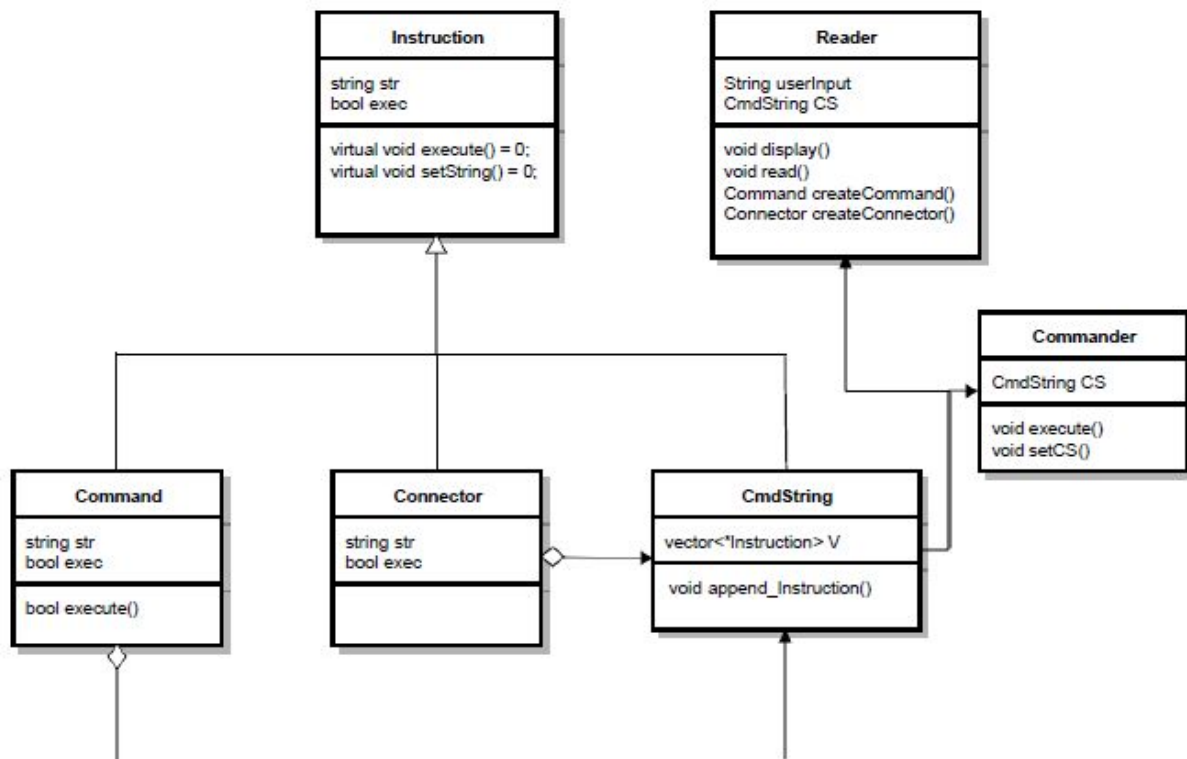 Instruction
string str
bool exec
virtual void execute() = 0;
virtual void setString() = 0;
Reader
String userInput
CmdString CS
void display()
void read()
Command createCommand()
Connector createConnector()
Commander
CmdString CS
void execute()
void setCS()
Command
string str
bool exec
bool execute()
Connector
string str
bool exec
CmdString
vector<*Instruction> V
void append_Instruction()